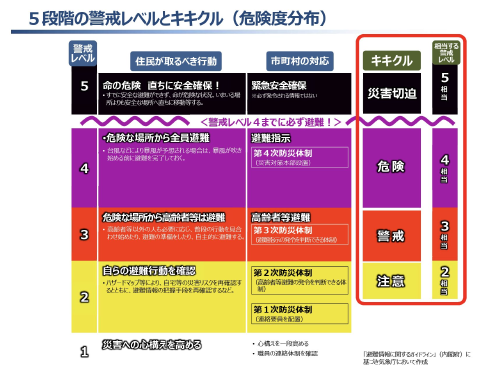 ５段階の警戒レベルとキキクル（危険度分布）
警戒
レベル
住民が取るべき行動
市町村の対応
キキクル
相当する
警戒
レベル
5
命の危険 直ちに安全確保！
・すでに安全な避難ができず、命が危険な状況。いまいる場
所よりも安全な場所へ直ちに移動等する。
緊急安全確保
※必ず発令される情報ではない
災害切迫
5
相当
＜警戒レベル４までに必ず避難！＞
4
危険な場所から全員避難
・台風などにより暴風が予想される場合は、暴風が吹き
始める前に避難を完了しておく。
避難指示
第４次防災体制
（災害対策本部設置）
危険
4
相当
3
危険な場所から高齢者等は避難
・高齢者等以外の人も必要に応じ、普段の行動を見合
わせ始めたり、避難の準備をしたり、自主的に避難する。
高齢者等避難
第３次防災体制
（避難指示の発令を判断できる体制）
警戒
3
相当
2
自らの避難行動を確認
・ハザードマップ等により、自宅等の災害リスクを再確認す
るとともに、避難情報の把握手段を再確認するなど。
第２次防災体制
（高齢者等避難の発令を判断できる体
制）
第１次防災体制
（連絡要員を配置）
注意
2
相当
1
災害への心構えを高める
・心構えを一段高める
・職員の連絡体制を確認
「避難情報に関するガイドライン」（内閣府）に
基づき気象庁において作成